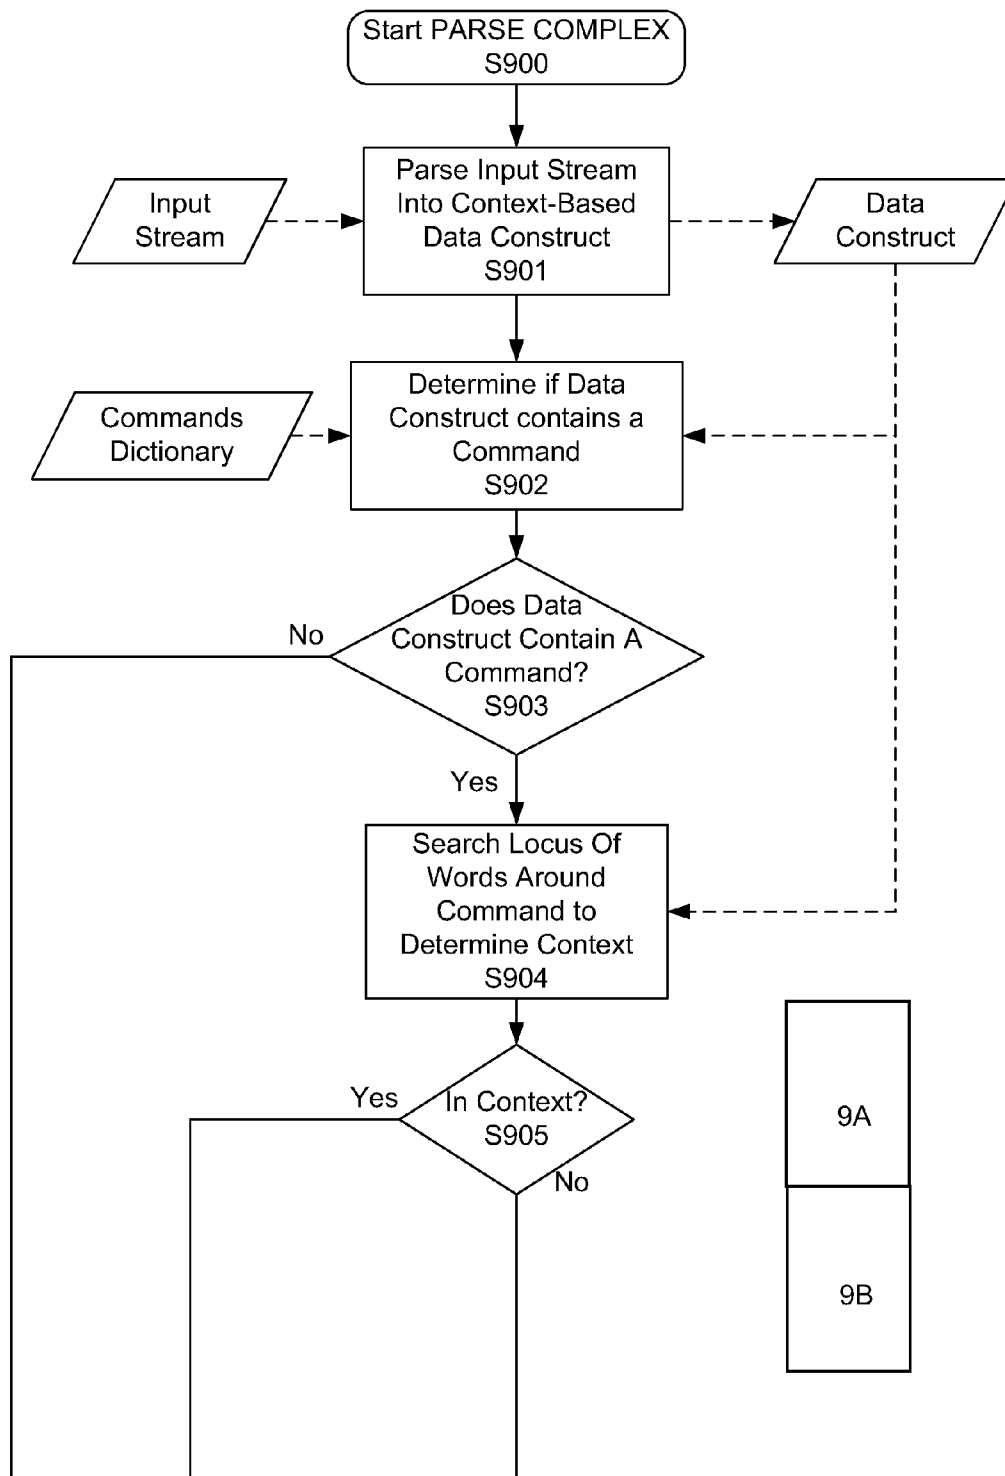 Start PARSE COMPLEX
S900
Parse Input Stream
Into Context-Based
Data Construct
S901
Input
Stream
Data
Construct
Determine if Data
Construct contains a
Command
S902
Commands
Dictionary
Does Data
Construct Contain A
Command?
S903
No
Yes
Search Locus Of
Words Around
Command to
Determine Context
S904
In Context?
S905
Yes
No
9A
9B